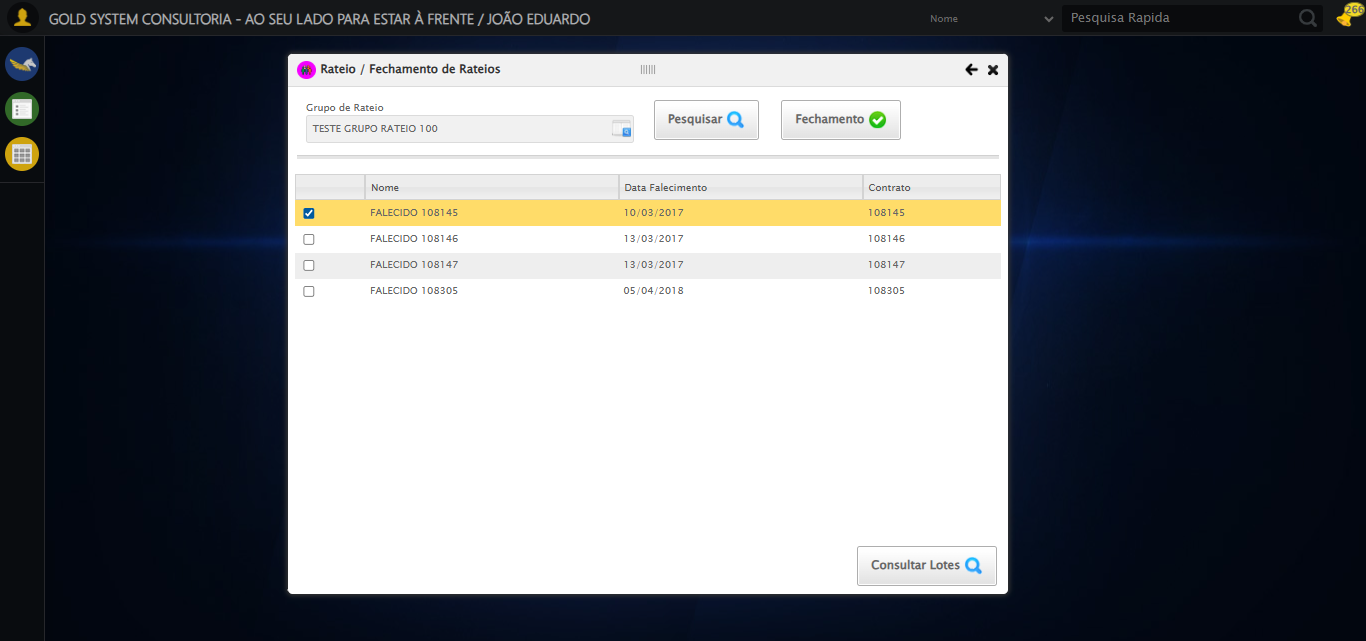 GOLD SYSTEM CONSULTORIA - AO SEU LADO PARA ESTAR À FRENTE / JOÃO EDUARDO
Nome
Pesquisa Rapida
266
Rateio / Fechamento de Rateios
Grupo de Rateio
TESTE GRUPO RATEIO 100
Pesquisar
Fechamento
Nome Data Falecimento Contrato
FALECIDO 108145 10/03/2017 108145
FALECIDO 108146 13/03/2017 108146
FALECIDO 108147 13/03/2017 108147
FALECIDO 108305 05/04/2018 108305
Consultar Lotes